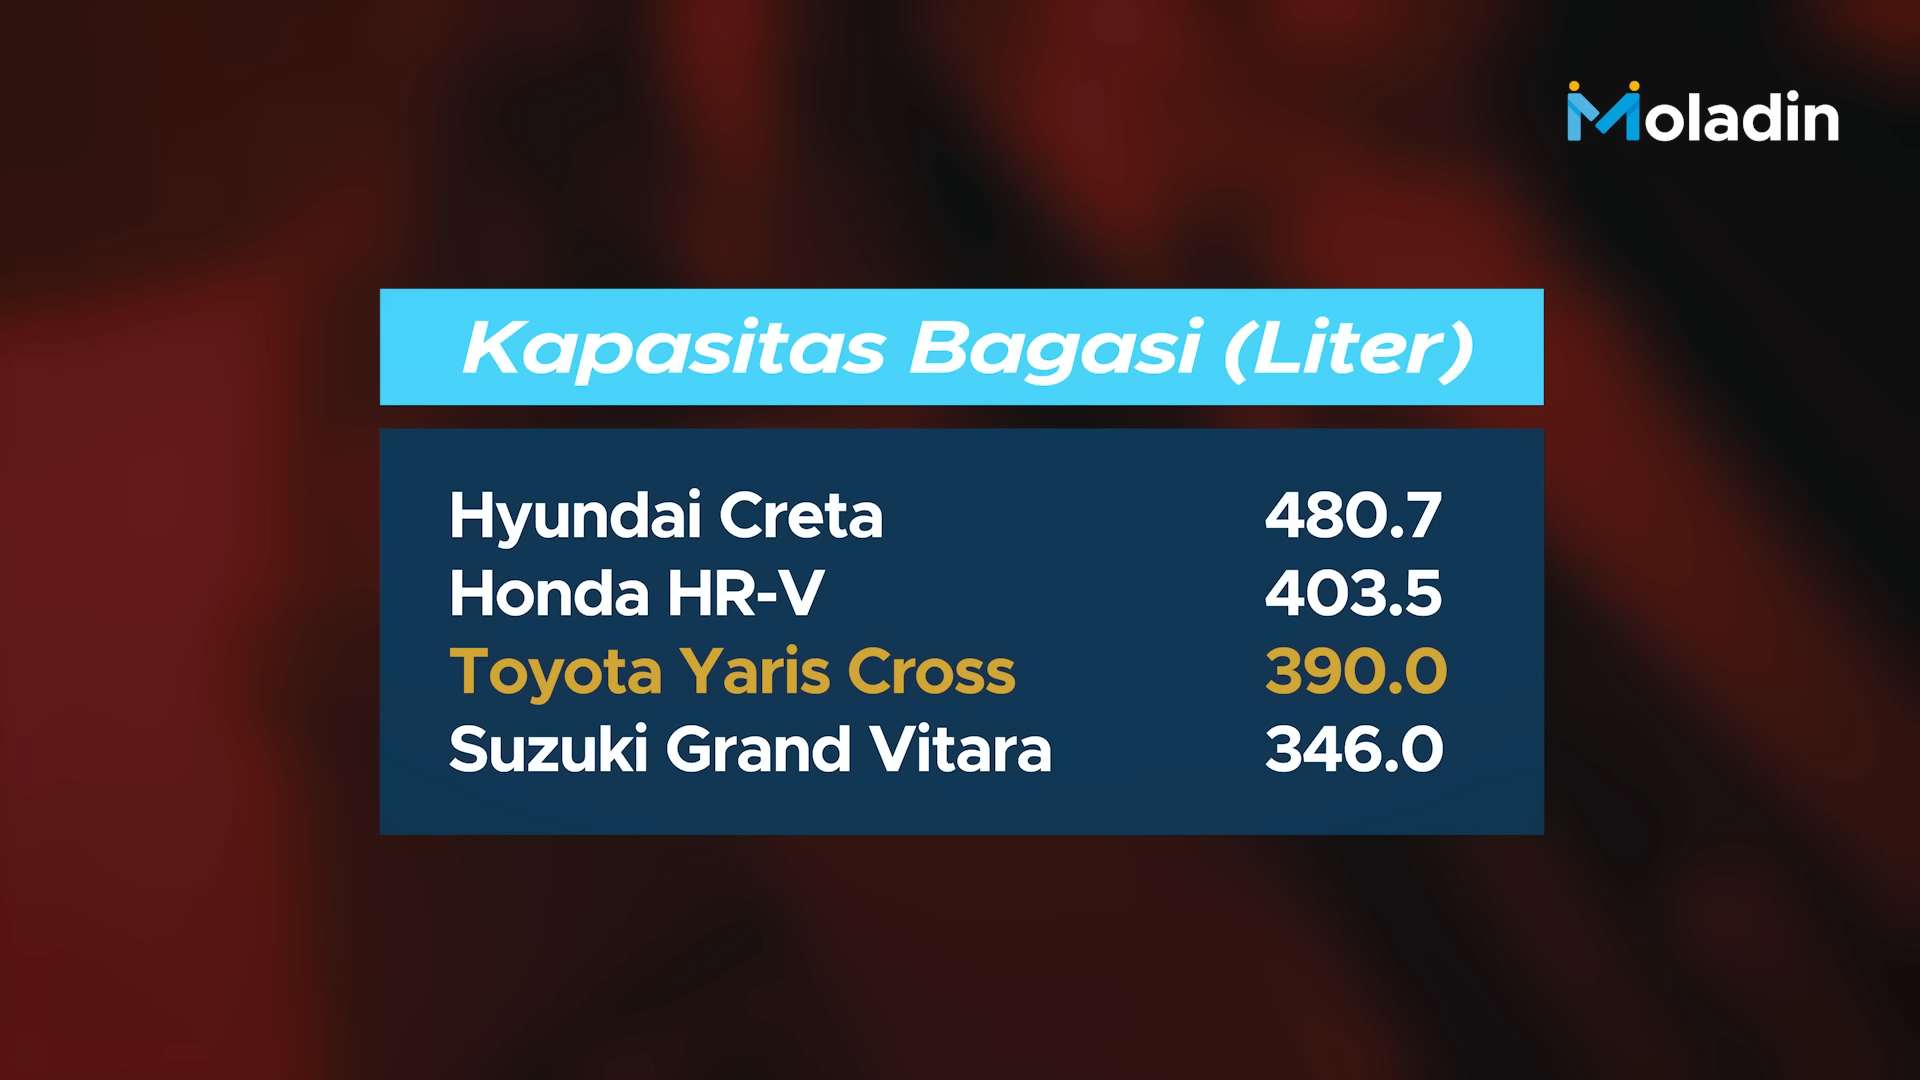 Moladin
Kapasitas Bagasi (Liter)
Hyundai Creta 480.7
Honda HR-V 403.5
Toyota Yaris Cross 390.0
Suzuki Grand Vitara 346.0